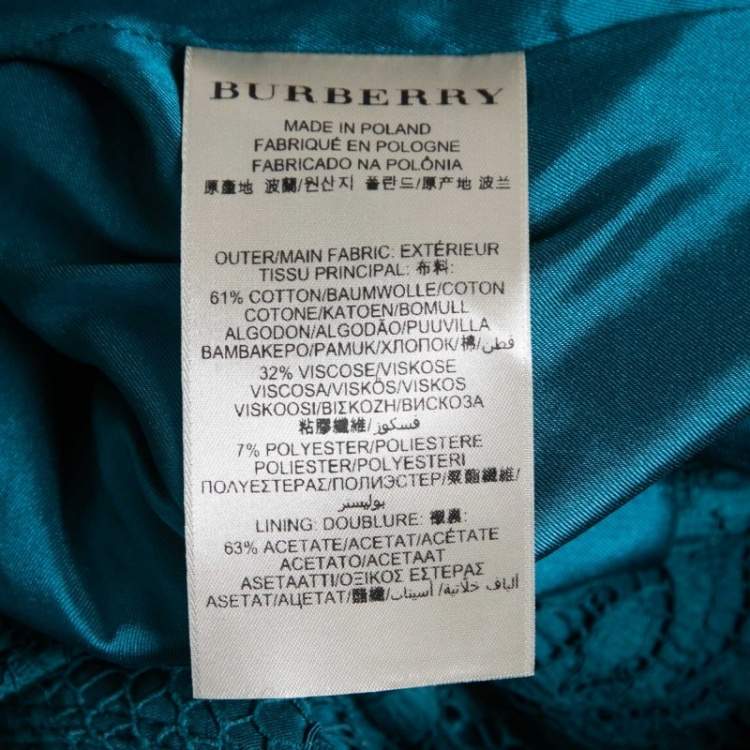 BURBERRY
MADE IN POLAND
FABRIQUÉ EN POLOGNE
FABRICADO NA POLÔNIA
原產地 波蘭/원산지 폴란드/原产地 波兰
OUTER/MAIN FABRIC: EXTÉRIEUR
TISSU PRINCIPAL: 布料:
61% COTTON/BAUMWOLLE/COTON
COTONE/KATOEN/BOMULL
ALGODON/ALGODÃO/PUUVILLA
ΒΑΜΒΑΚΕΡΟ/PAMUK/ХЛОПОК/棉/قطن/
32% VISCOSE/VISKOSE
VISCOSA/VISKÓS/VISKOS
VISKOOSI/ΒΙΣΚΟΖΗ/ВИСКОЗА
粘膠纖維/فسكوز/
7% POLYESTER/POLIESTERE
POLIESTER/POLYESTERI
ΠΟΛΥΕΣΤΕΡΑΣ/ПОЛИЭСТЕР/聚酯纖維/
بوليستر
LINING: DOUBLURE: 襯裏:
63% ACETATE/ACETAT/ACÉTATE
ACETATO/ACETAAT
ASETAATTI/ΟΞΙΚΟΣ ΕΣΤΕΡΑΣ
ASETAT/АЦЕТАТ/醋纖/ألياف خلاتية / أسيتات/